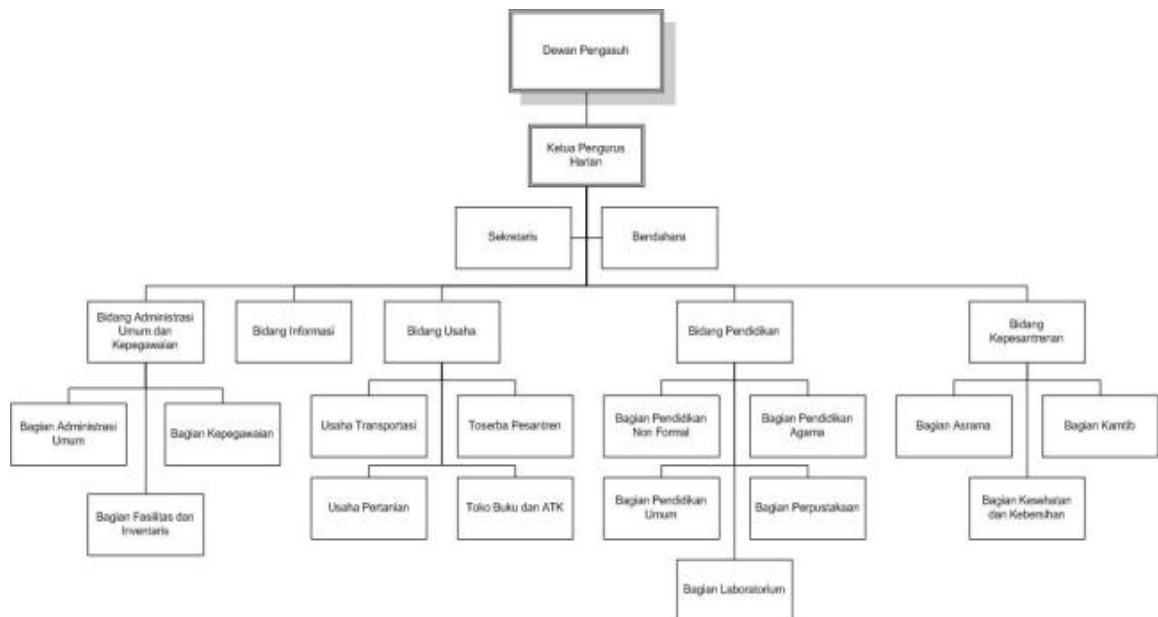 Dewan Pengasuh
Ketua Pengurus
Harian
Sekretaris
Bendahara
Bidang Administrasi
Umum dan
Kepegawaian
Bidang Informasi
Bidang Usaha
Bidang Pendidikan
Bidang
Kepesantrenan
Bagian Administrasi
Umum
Bagian Kepegawaian
Usaha Transportasi
Toserba Pesantren
Bagian Pendidikan
Non Formal
Bagian Pendidikan
Agama
Bagian Asrama
Bagian Kamtib
Bagian Fasilitas dan
Inventaris
Usaha Pertanian
Toko Buku dan ATK
Bagian Pendidikan
Umum
Bagian Perpustakaan
Bagian Kesehatan
dan Kebersihan
Bagian Laboratorium